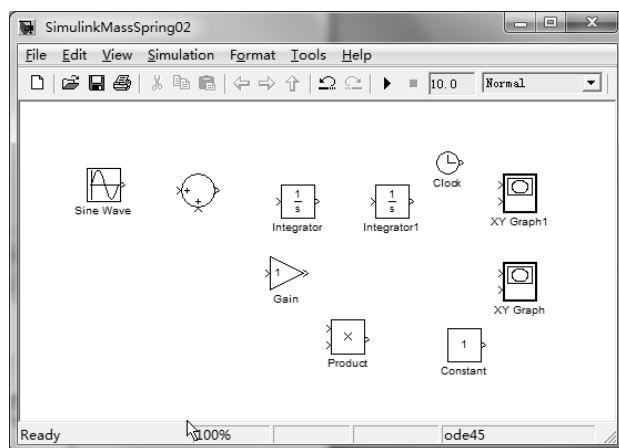 SimulinkMassSpring02
File Edit View Simulation Format Tools Help
10.0 Normal
Clock
Sine Wave
1
s
Integrator
1
s
Integrator1
XY Graph1
1
Gain
XY Graph
×
Product
1
Constant
Ready 100% ode45